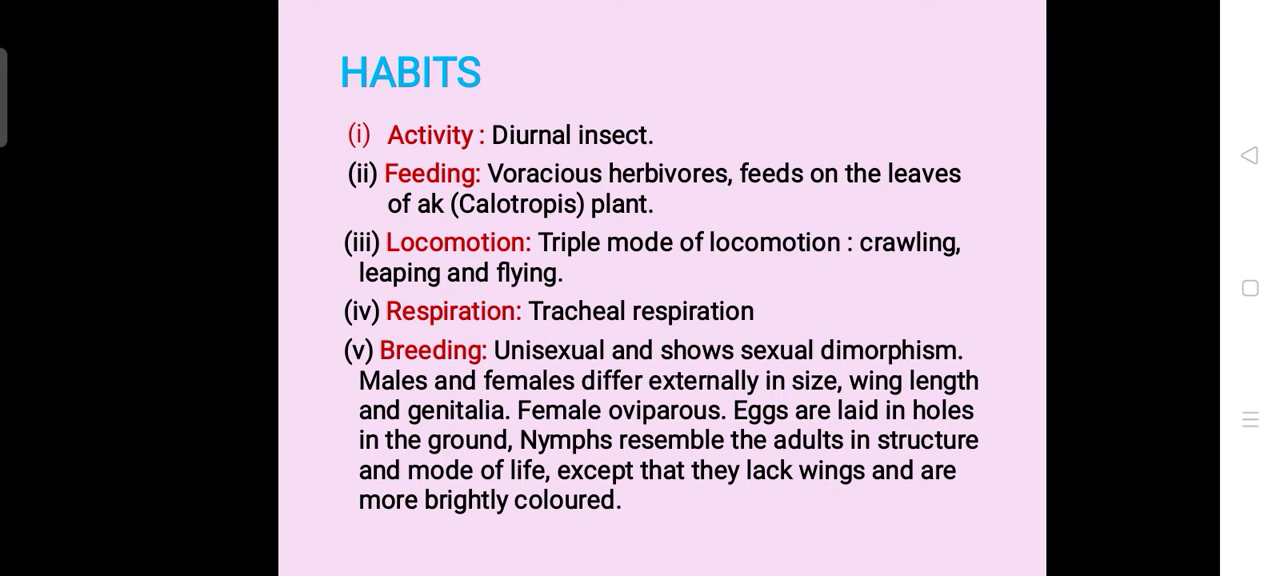 HABITS
(i) Activity : Diurnal insect.
(ii) Feeding: Voracious herbivores, feeds on the leaves
of ak (Calotropis) plant.
(iii) Locomotion: Triple mode of locomotion : crawling,
leaping and flying.
(iv) Respiration: Tracheal respiration
(v) Breeding: Unisexual and shows sexual dimorphism.
Males and females differ externally in size, wing length
and genitalia. Female oviparous. Eggs are laid in holes
in the ground, Nymphs resemble the adults in structure
and mode of life, except that they lack wings and are
more brightly coloured.